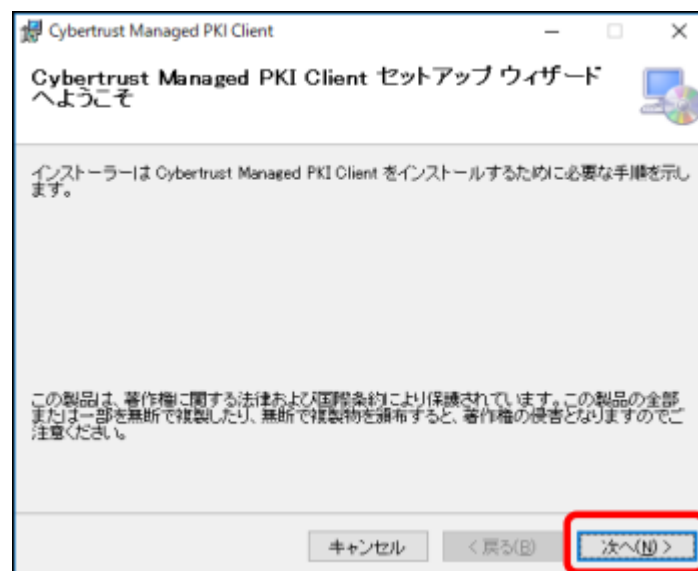 Cybertrust Managed PKI Client
Cybertrust Managed PKI Client セットアップ ウィザード
へようこそ
インストーラーは Cybertrust Managed PKI Client をインストールするために必要な手順を示し
ます。
この製品は、著作権に関する法律および国際条約により保護されています。この製品の全部
または一部を無断で複製したり、無断で複製物を頒布すると、著作権の侵害となりますのでご
注意ください。
キャンセル
< 戻る(B)
次へ(N) >